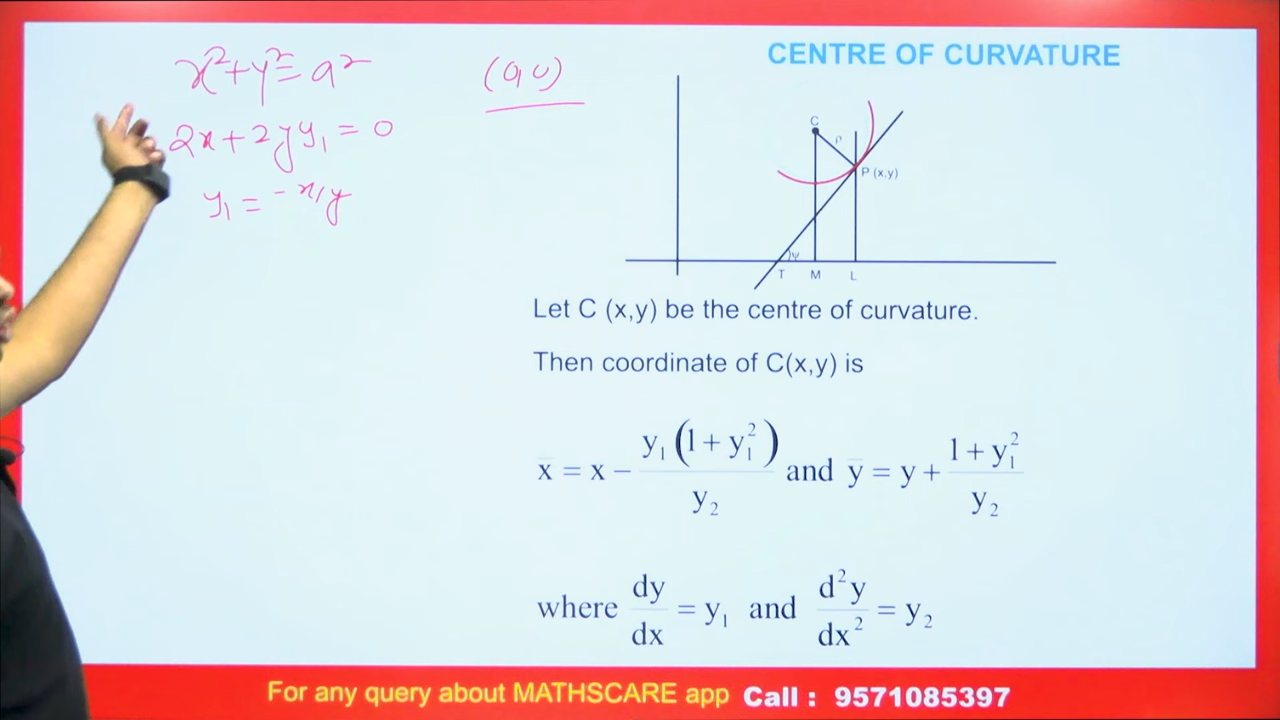 x²+y²=a²
2x+2yy₁ = 0
y₁ = -x/y
CENTRE OF CURVATURE
C
ρ
P (x,y)
ψ
T M L
Let C (x,y) be the centre of curvature.
Then coordinate of C(x,y) is
x̄ = x − y₁(1 + y₁²) / y₂ and ȳ = y + (1 + y₁²) / y₂
where dy/dx = y₁ and d²y/dx² = y₂
For any query about MATHSCARE app Call : 9571085397